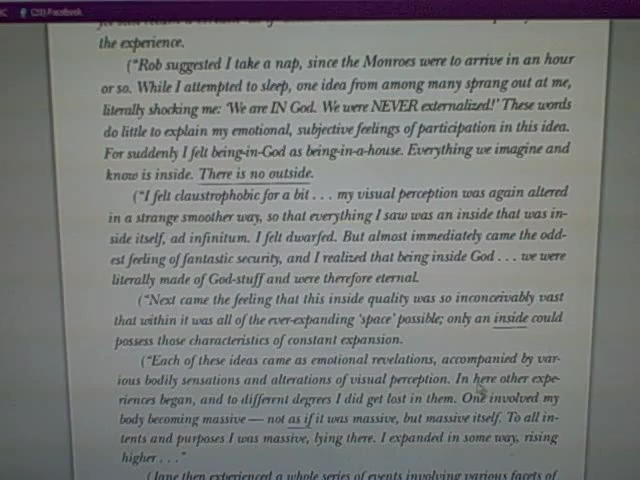 Facebook
the experience.
("Rob suggested I take a nap, since the Monroes were to arrive in an hour
or so. While I attempted to sleep, one idea from among many sprang out at me,
literally shocking me: 'We are IN God. We were NEVER externalized!' These words
do little to explain my emotional, subjective feelings of participation in this idea.
For suddenly I felt being-in-God as being-in-a-house. Everything we imagine and
know is inside. There is no outside.
("I felt claustrophobic for a bit . . . my visual perception was again altered
in a strange smoother way, so that everything I saw was an inside that was in-
side itself, ad infinitum. I felt dwarfed. But almost immediately came the odd-
est feeling of fantastic security, and I realized that being inside God . . . we were
literally made of God-stuff and were therefore eternal.
("Next came the feeling that this inside quality was so inconceivably vast
that within it was all of the ever-expanding 'space' possible; only an inside could
possess those characteristics of constant expansion.
("Each of these ideas came as emotional revelations, accompanied by var-
ious bodily sensations and alterations of visual perception. In here other expe-
riences began, and to different degrees I did get lost in them. One involved my
body becoming massive — not as if it was massive, but massive itself. To all in-
tents and purposes I was massive, lying there. I expanded in some way, rising
higher . . ."
(Jane then experienced a whole series of events involving various facets of